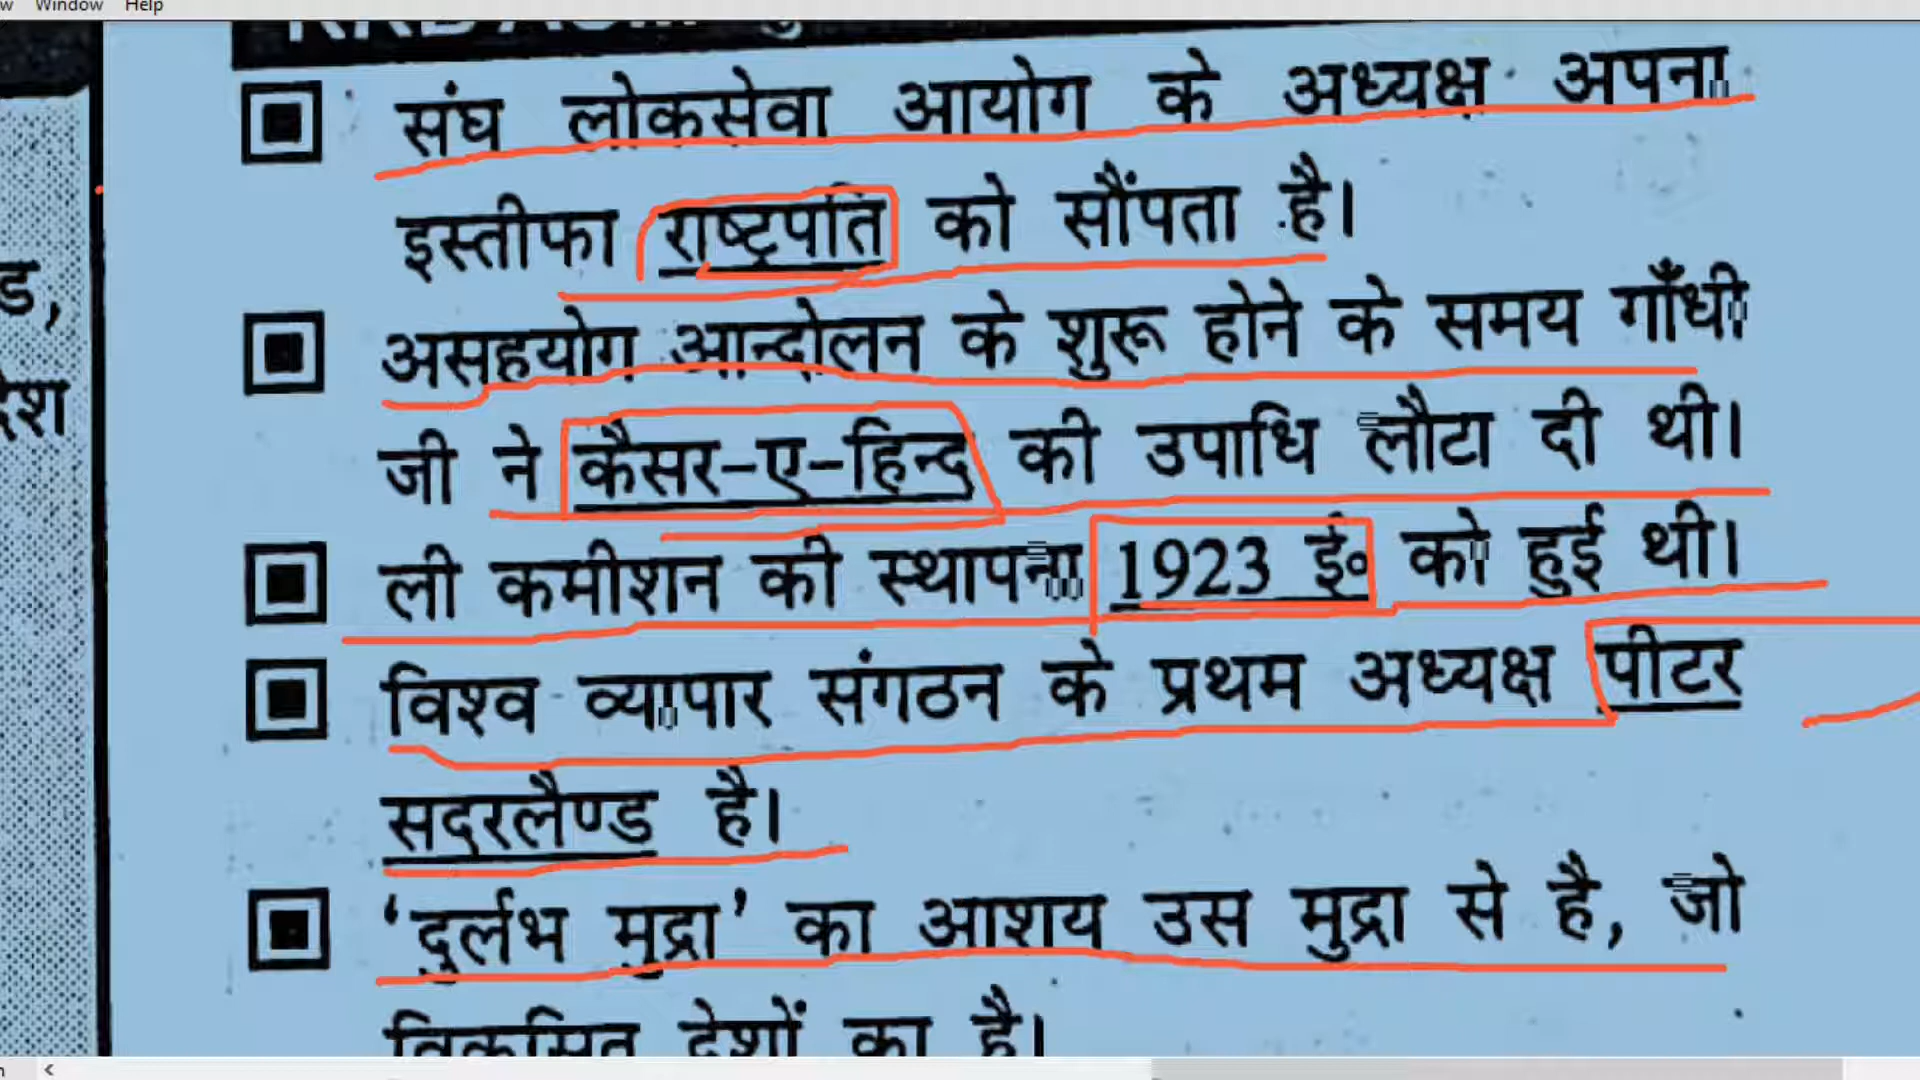 Window Help
संघ लोकसेवा आयोग के अध्यक्ष अपना
इस्तीफा राष्ट्रपति को सौंपता है।
असहयोग आन्दोलन के शुरू होने के समय गाँधी
जी ने कैसर-ए-हिन्द की उपाधि लौटा दी थी।
ली कमीशन की स्थापना 1923 ई० को हुई थी।
विश्व व्यापार संगठन के प्रथम अध्यक्ष पीटर
सदरलैण्ड है।
‘दुर्लभ मुद्रा’ का आशय उस मुद्रा से है, जो
विकसित देशों का है।